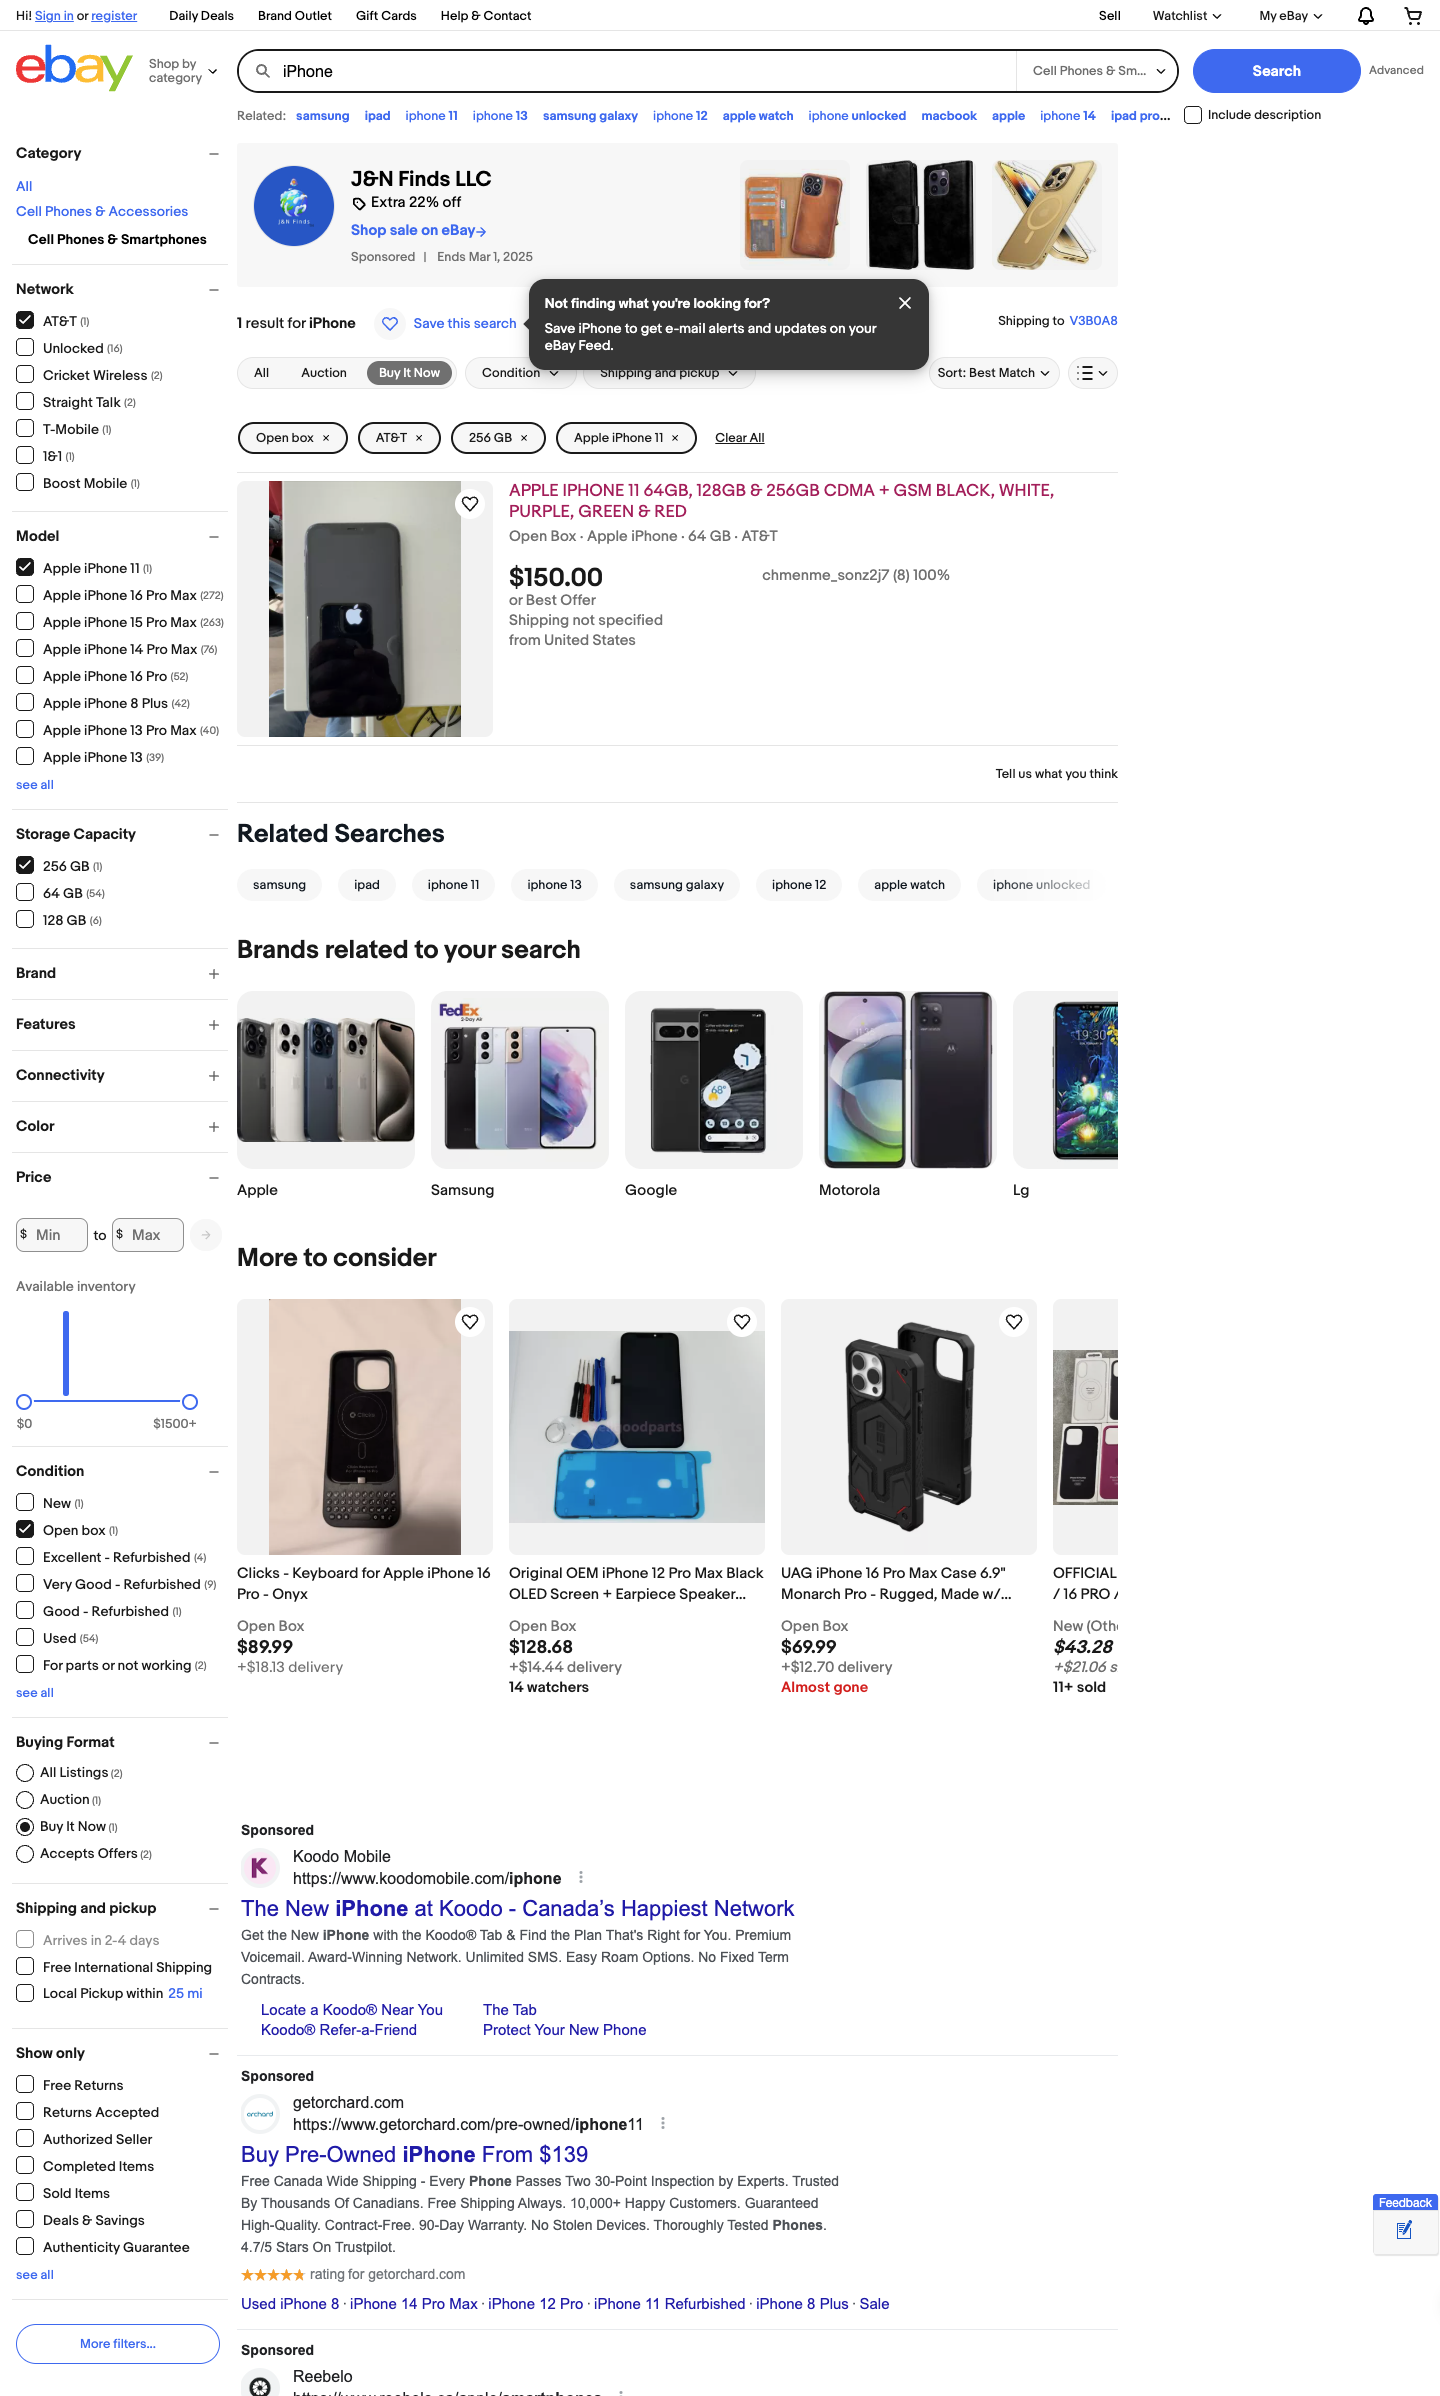 Hi! Sign in or register
Daily Deals
Brand Outlet
Gift Cards
Help & Contact
Sell
Watchlist
My eBay
ebay
Shop by category
iPhone
Cell Phones & Sm...
Search
Advanced
Related: samsung ipad iphone 11 iphone 13 samsung galaxy iphone 12 apple watch iphone unlocked macbook apple iphone 14 ipad pro...
Include description
Category
All
Cell Phones & Accessories
Cell Phones & Smartphones
Network
AT&T (1)
Unlocked (16)
Cricket Wireless (2)
Straight Talk (2)
T-Mobile (1)
1&1 (1)
Boost Mobile (1)
Model
Apple iPhone 11 (1)
Apple iPhone 16 Pro Max (272)
Apple iPhone 15 Pro Max (263)
Apple iPhone 14 Pro Max (76)
Apple iPhone 16 Pro (52)
Apple iPhone 8 Plus (42)
Apple iPhone 13 Pro Max (40)
Apple iPhone 13 (39)
see all
Storage Capacity
256 GB (1)
64 GB (54)
128 GB (6)
Brand
Features
Connectivity
Color
Price
$ Min to $ Max
Available inventory
$0 $1500+
Condition
New (1)
Open box (1)
Excellent - Refurbished (4)
Very Good - Refurbished (9)
Good - Refurbished (1)
Used (54)
For parts or not working (2)
see all
Buying Format
All Listings (2)
Auction (1)
Buy It Now (1)
Accepts Offers (2)
Shipping and pickup
Arrives in 2-4 days
Free International Shipping
Local Pickup within 25 mi
Show only
Free Returns
Returns Accepted
Authorized Seller
Completed Items
Sold Items
Deals & Savings
Authenticity Guarantee
see all
More filters...
J&N Finds
J&N Finds LLC
Extra 22% off
Shop sale on eBay
Sponsored | Ends Mar 1, 2025
1 result for iPhone
Save this search
Not finding what you're looking for?
Save iPhone to get e-mail alerts and updates on your
eBay Feed.
Shipping to V3B0A8
All
Auction
Buy It Now
Condition
Shipping and pickup
Sort: Best Match
Open box ×
AT&T ×
256 GB ×
Apple iPhone 11 ×
Clear All
APPLE IPHONE 11 64GB, 128GB & 256GB CDMA + GSM BLACK, WHITE,
PURPLE, GREEN & RED
Open Box · Apple iPhone · 64 GB · AT&T
$150.00
or Best Offer
Shipping not specified
from United States
chmenme_sonz2j7 (8) 100%
Tell us what you think
Related Searches
samsung
ipad
iphone 11
iphone 13
samsung galaxy
iphone 12
apple watch
iphone unlocked
Brands related to your search
FedEx
2-Day Air
68°
19:30
Apple
Samsung
Google
Motorola
Lg
More to consider
Clicks
goodparts
UAG
Clicks - Keyboard for Apple iPhone 16
Pro - Onyx
Open Box
$89.99
+$18.13 delivery
Original OEM iPhone 12 Pro Max Black
OLED Screen + Earpiece Speaker...
Open Box
$128.68
+$14.44 delivery
14 watchers
UAG iPhone 16 Pro Max Case 6.9"
Monarch Pro - Rugged, Made w/...
Open Box
$69.99
+$12.70 delivery
Almost gone
OFFICIAL
/ 16 PRO /
New (Othe
$43.28
+$21.06 s
11+ sold
Sponsored
K
Koodo Mobile
https://www.koodomobile.com/iphone
The New iPhone at Koodo - Canada's Happiest Network
Get the New iPhone with the Koodo® Tab & Find the Plan That's Right for You. Premium
Voicemail. Award-Winning Network. Unlimited SMS. Easy Roam Options. No Fixed Term
Contracts.
Locate a Koodo® Near You
The Tab
Koodo® Refer-a-Friend
Protect Your New Phone
Sponsored
orchard
getorchard.com
https://www.getorchard.com/pre-owned/iphone11
Buy Pre-Owned iPhone From $139
Free Canada Wide Shipping - Every Phone Passes Two 30-Point Inspection by Experts. Trusted
By Thousands Of Canadians. Free Shipping Always. 10,000+ Happy Customers. Guaranteed
High-Quality. Contract-Free. 90-Day Warranty. No Stolen Devices. Thoroughly Tested Phones.
4.7/5 Stars On Trustpilot.
rating for getorchard.com
Used iPhone 8 · iPhone 14 Pro Max · iPhone 12 Pro · iPhone 11 Refurbished · iPhone 8 Plus · Sale
Feedback
Sponsored
Reebelo